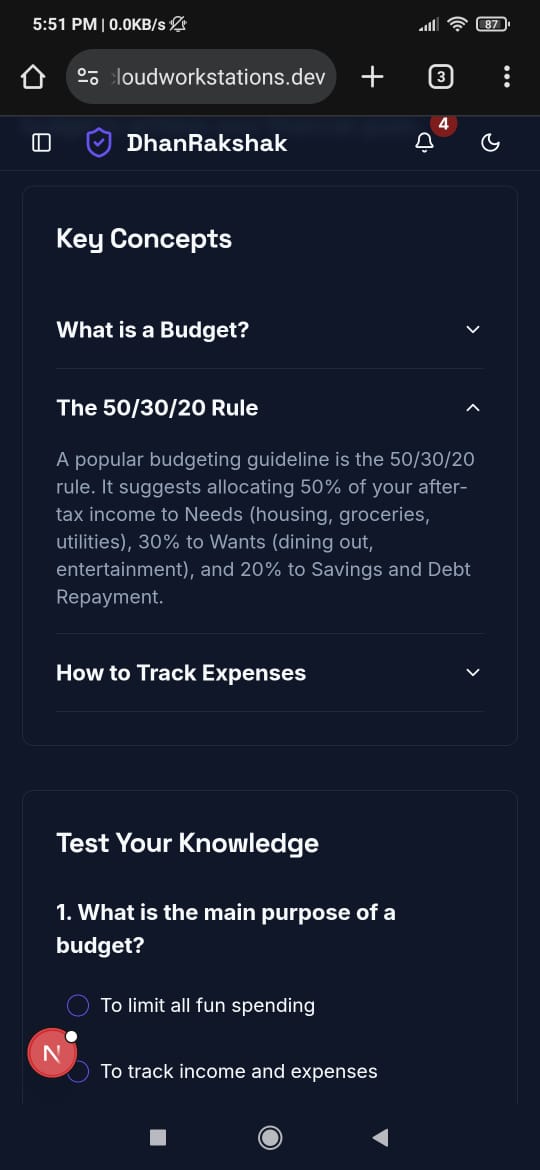 5:51 PM | 0.0KB/s
87
cloudworkstations.dev
3
DhanRakshak
4
Key Concepts
What is a Budget?
The 50/30/20 Rule
A popular budgeting guideline is the 50/30/20
rule. It suggests allocating 50% of your after-
tax income to Needs (housing, groceries,
utilities), 30% to Wants (dining out,
entertainment), and 20% to Savings and Debt
Repayment.
How to Track Expenses
Test Your Knowledge
1. What is the main purpose of a
budget?
To limit all fun spending
N
To track income and expenses